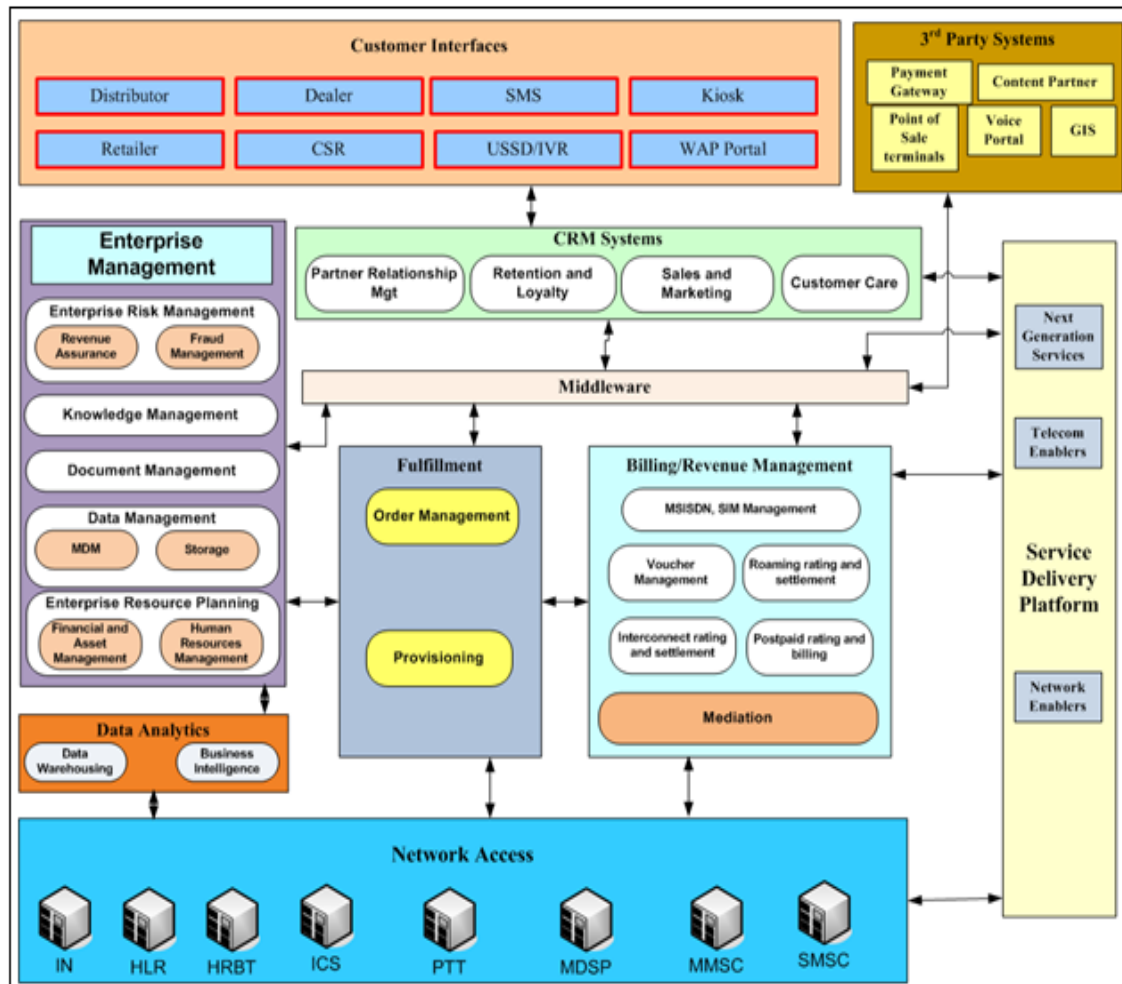 Customer Interfaces
Distributor
Dealer
SMS
Kiosk
Retailer
CSR
USSD/IVR
WAP Portal
3rd Party Systems
Payment
Gateway
Content Partner
Point of
Sale
terminals
Voice
Portal
GIS
Enterprise
Management
Enterprise Risk Management
Revenue
Assurance
Fraud
Management
Knowledge Management
Document Management
Data Management
MDM
Storage
Enterprise Resource Planning
Financial and
Asset
Management
Human
Resources
Management
CRM Systems
Partner Relationship
Mgt
Retention and
Loyalty
Sales and
Marketing
Customer Care
Middleware
Fulfillment
Order Management
Provisioning
Billing/Revenue Management
MSISDN, SIM Management
Voucher
Management
Roaming rating and
settlement
Interconnect rating
and settlement
Postpaid rating and
billing
Mediation
Next
Generation
Services
Telecom
Enablers
Service
Delivery
Platform
Network
Enablers
Data Analytics
Data
Warehousing
Business
Intelligence
Network Access
IN
HLR
HRBT
ICS
PTT
MDSP
MMSC
SMSC